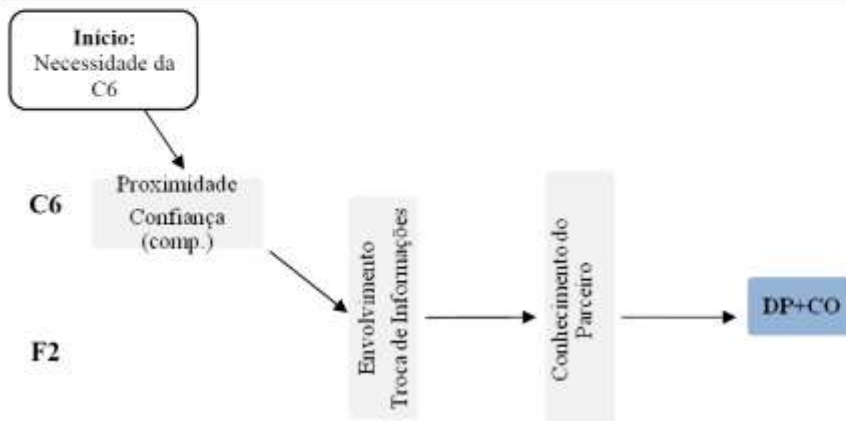 Início:
Necessidade da
C6
C6
Proximidade
Confiança
(comp.)
F2
Envolvimento
Troca de Informações
Conhecimento do
Parceiro
DP+CO